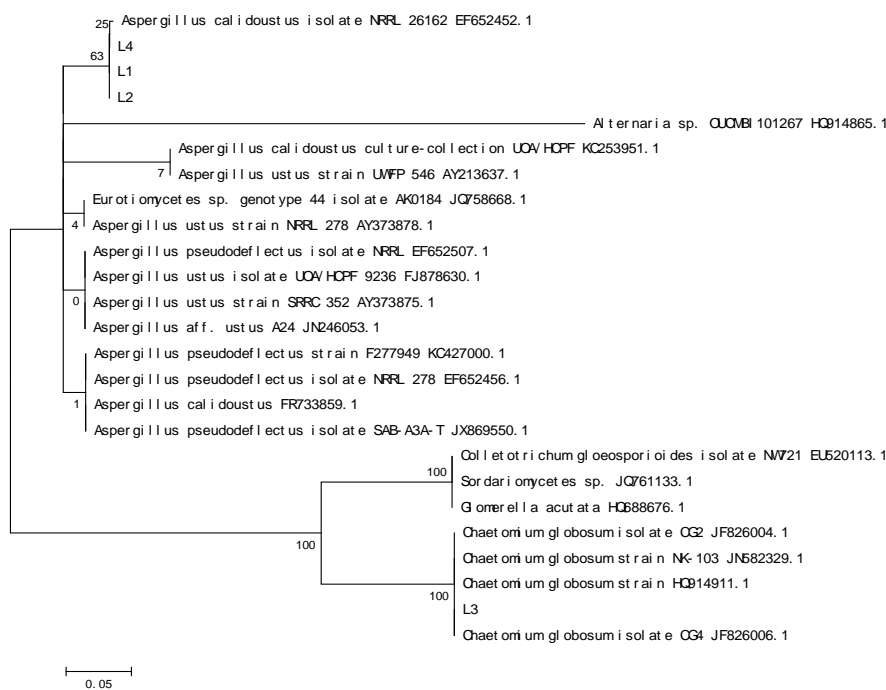 25
Aspergillus calidoustus isolate NRRL 26162 EF652452.1
L4
63
L1
L2
Alternaria sp. OUCMBI101267 HQ914865.1
Aspergillus calidoustus culture-collection UOA/HCPF KC253951.1
7
Aspergillus ustus strain UWFP 546 AY213637.1
Eurotiomycetes sp. genotype 44 isolate AK0184 JQ758668.1
4
Aspergillus ustus strain NRRL 278 AY373878.1
Aspergillus pseudodeflectus isolate NRRL EF652507.1
Aspergillus ustus isolate UOA/HCPF 9236 FJ878630.1
0
Aspergillus ustus strain SRRC 352 AY373875.1
Aspergillus aff. ustus A24 JN246053.1
Aspergillus pseudodeflectus strain F277949 KC427000.1
Aspergillus pseudodeflectus isolate NRRL 278 EF652456.1
1
Aspergillus calidoustus FR733859.1
Aspergillus pseudodeflectus isolate SAB-A3A-T JX869550.1
Colletotrichum gloeosporioides isolate NW721 EU520113.1
100
Sordariomycetes sp. JQ761133.1
Glomerella acutata HQ688676.1
100
Chaetomium globosum isolate CG2 JF826004.1
Chaetomium globosum strain NK-103 JN582329.1
Chaetomium globosum strain HQ914911.1
100
L3
Chaetomium globosum isolate CG4 JF826006.1
0.05